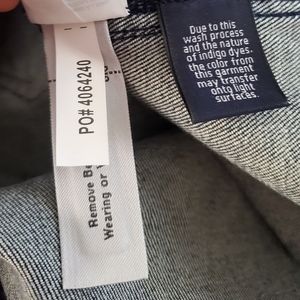 Due to this
wash process
and the nature
of indigo dyes.
the color from
this garment
may transfer
onto light
surfaces.
PO# 4064240
Remove Be
Wearing or